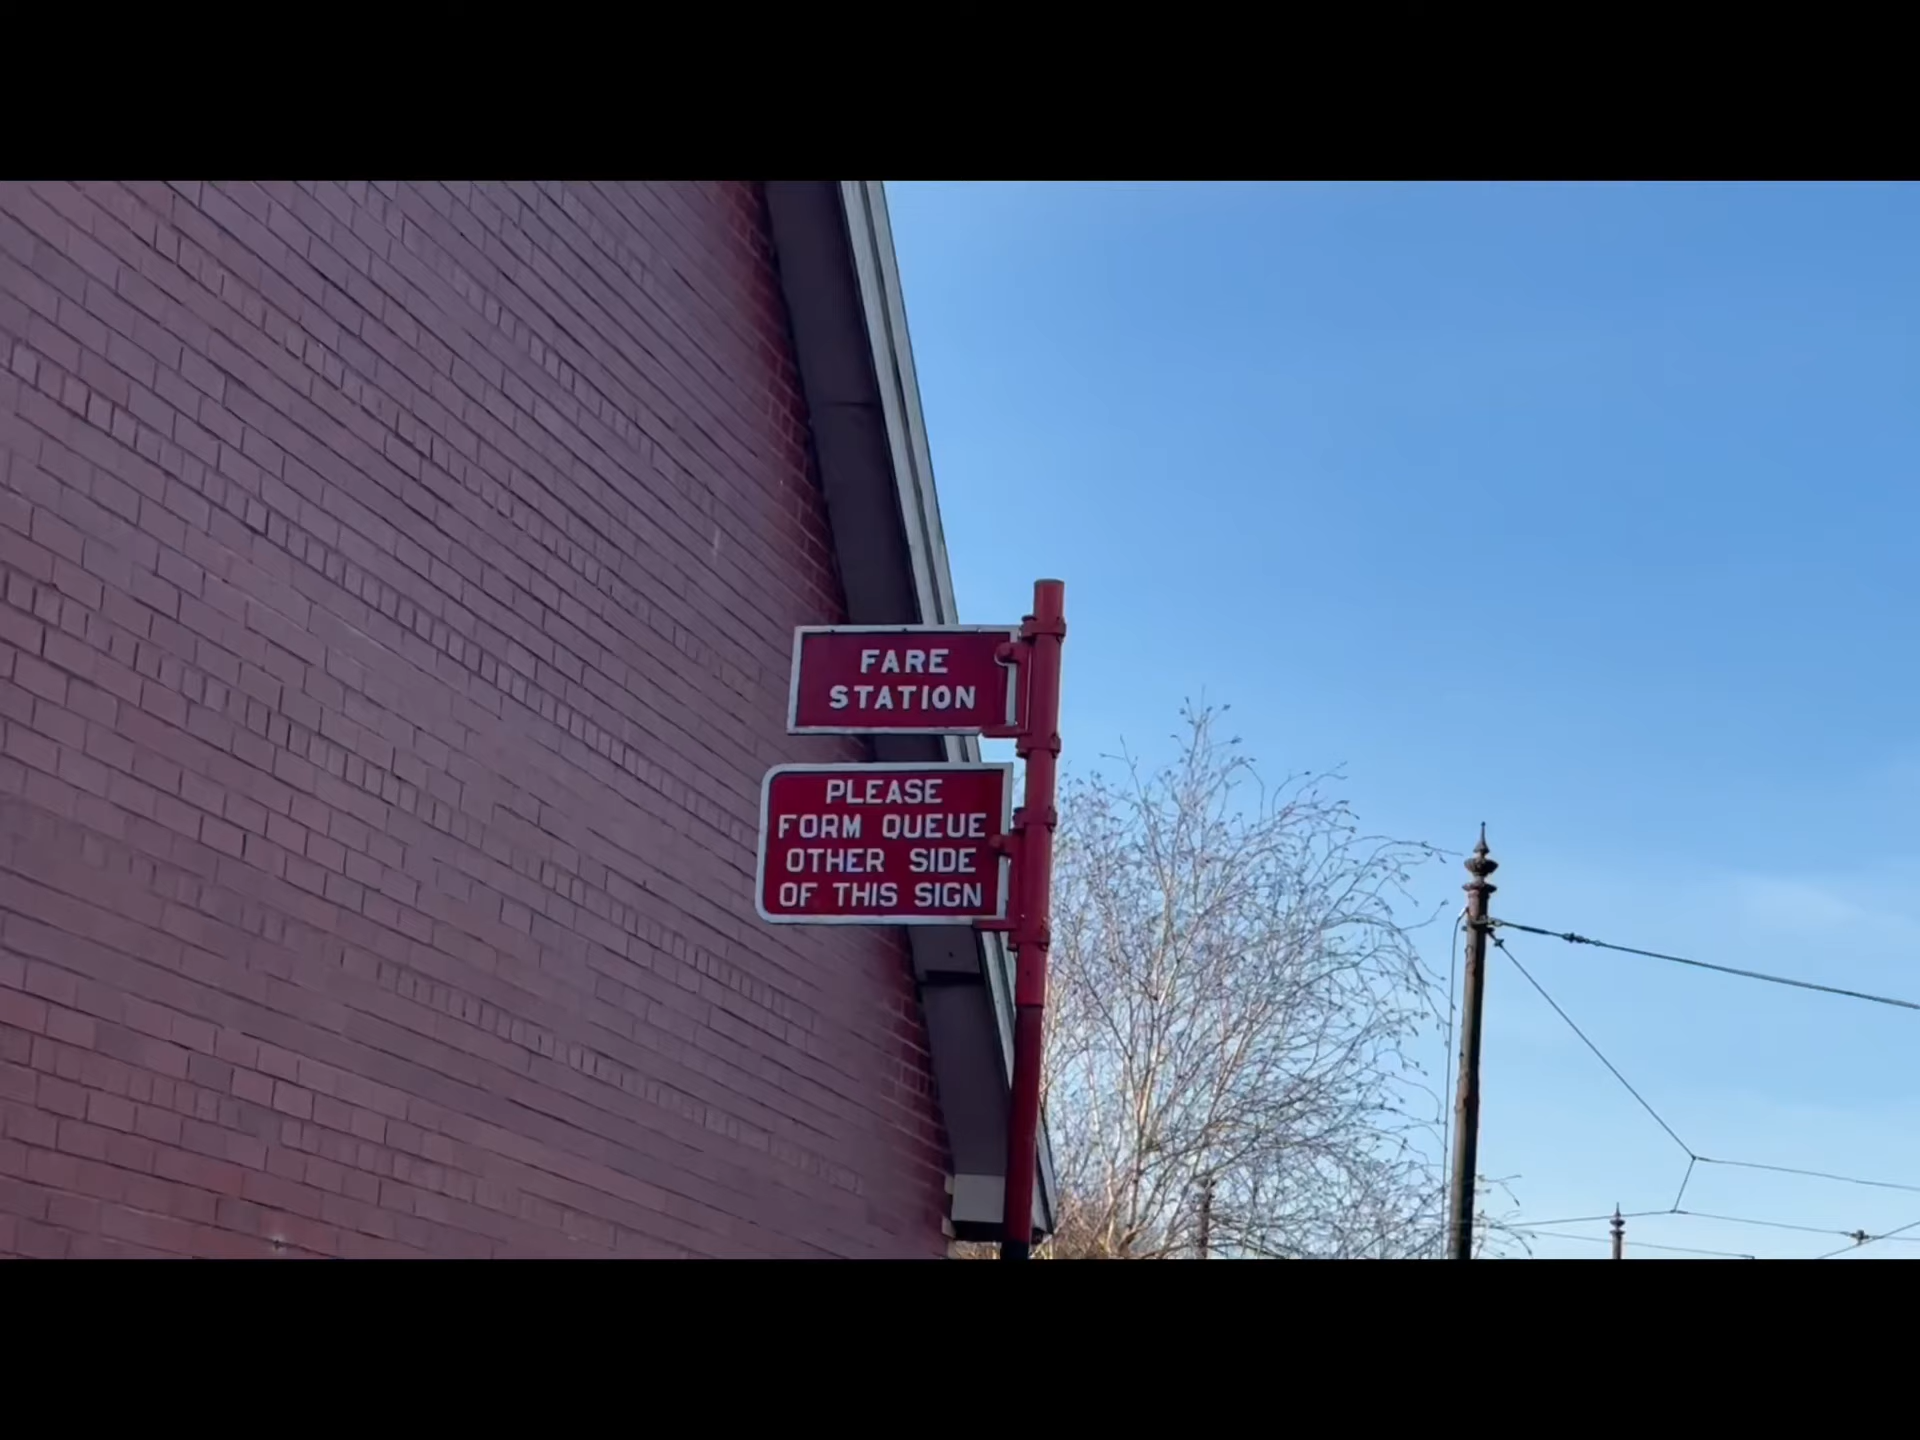 FARE
STATION
PLEASE
FORM QUEUE
OTHER SIDE
OF THIS SIGN